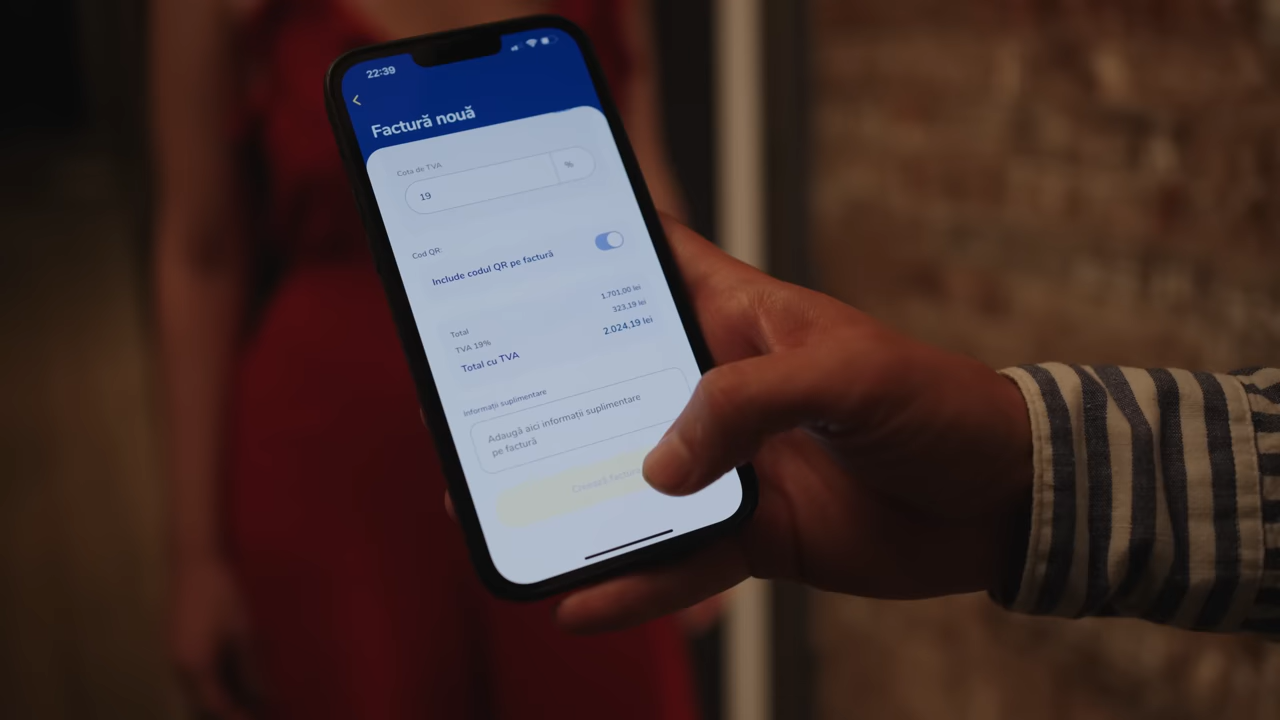 22:39
Factură nouă
Cota de TVA
19
%
Cod QR:
Include codul QR pe factură
Total 1.701,00 lei
TVA 19% 323,19 lei
Total cu TVA 2.024,19 lei
Informații suplimentare
Adaugă aici informații suplimentare
pe factură
Creează factura